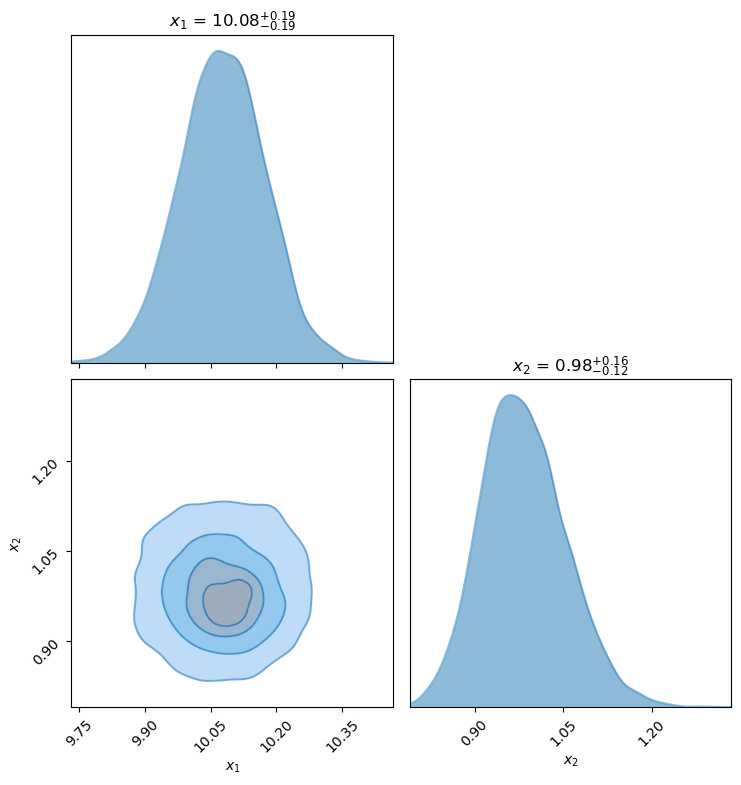 x₁ = 10.08⁺⁰·¹⁹₋₀.₁₉
x₂ = 0.98⁺⁰·¹⁶₋₀.₁₂
1.20
1.05
0.90
x₂
9.75 9.90 10.05 10.20 10.35
x₁
0.90 1.05 1.20
x₂